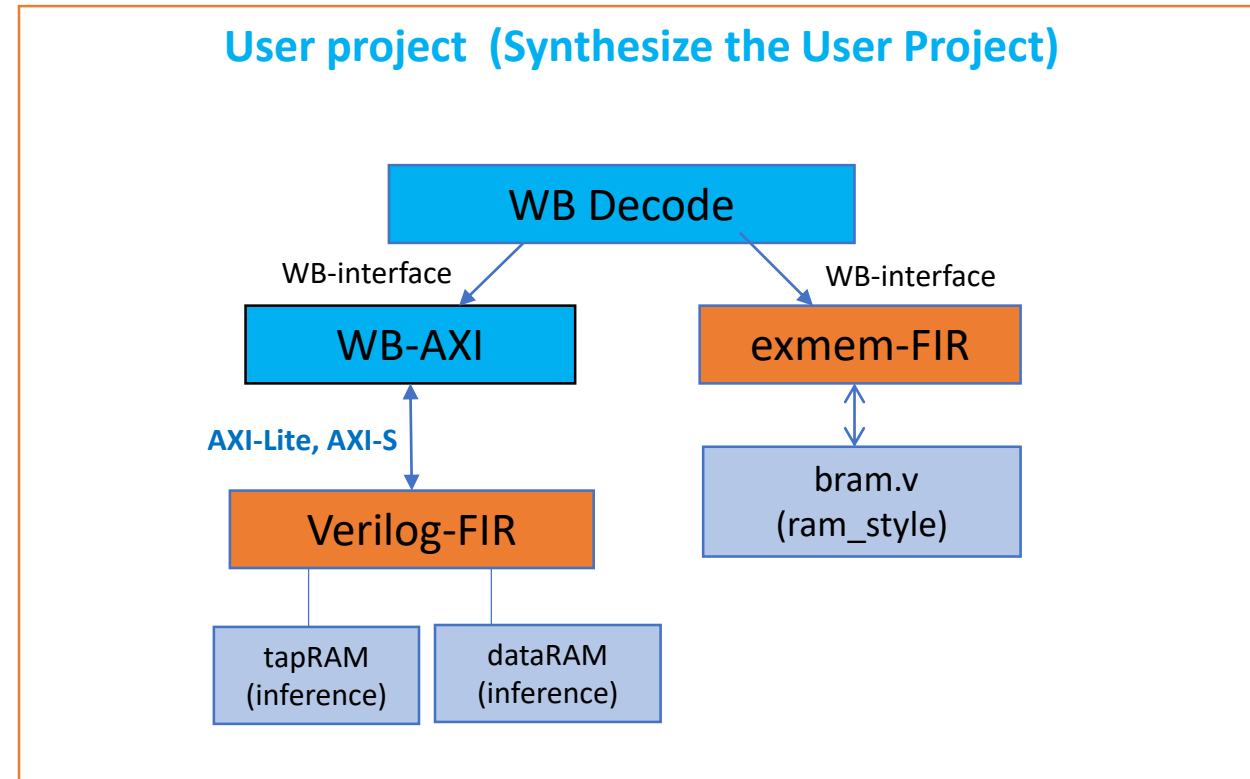 User project  (Synthesize the User Project)
WB Decode
WB-interface
WB-interface
WB-AXI
exmem-FIR
AXI-Lite, AXI-S
bram.v
(ram_style)
Verilog-FIR
tapRAM
(inference)
dataRAM
(inference)